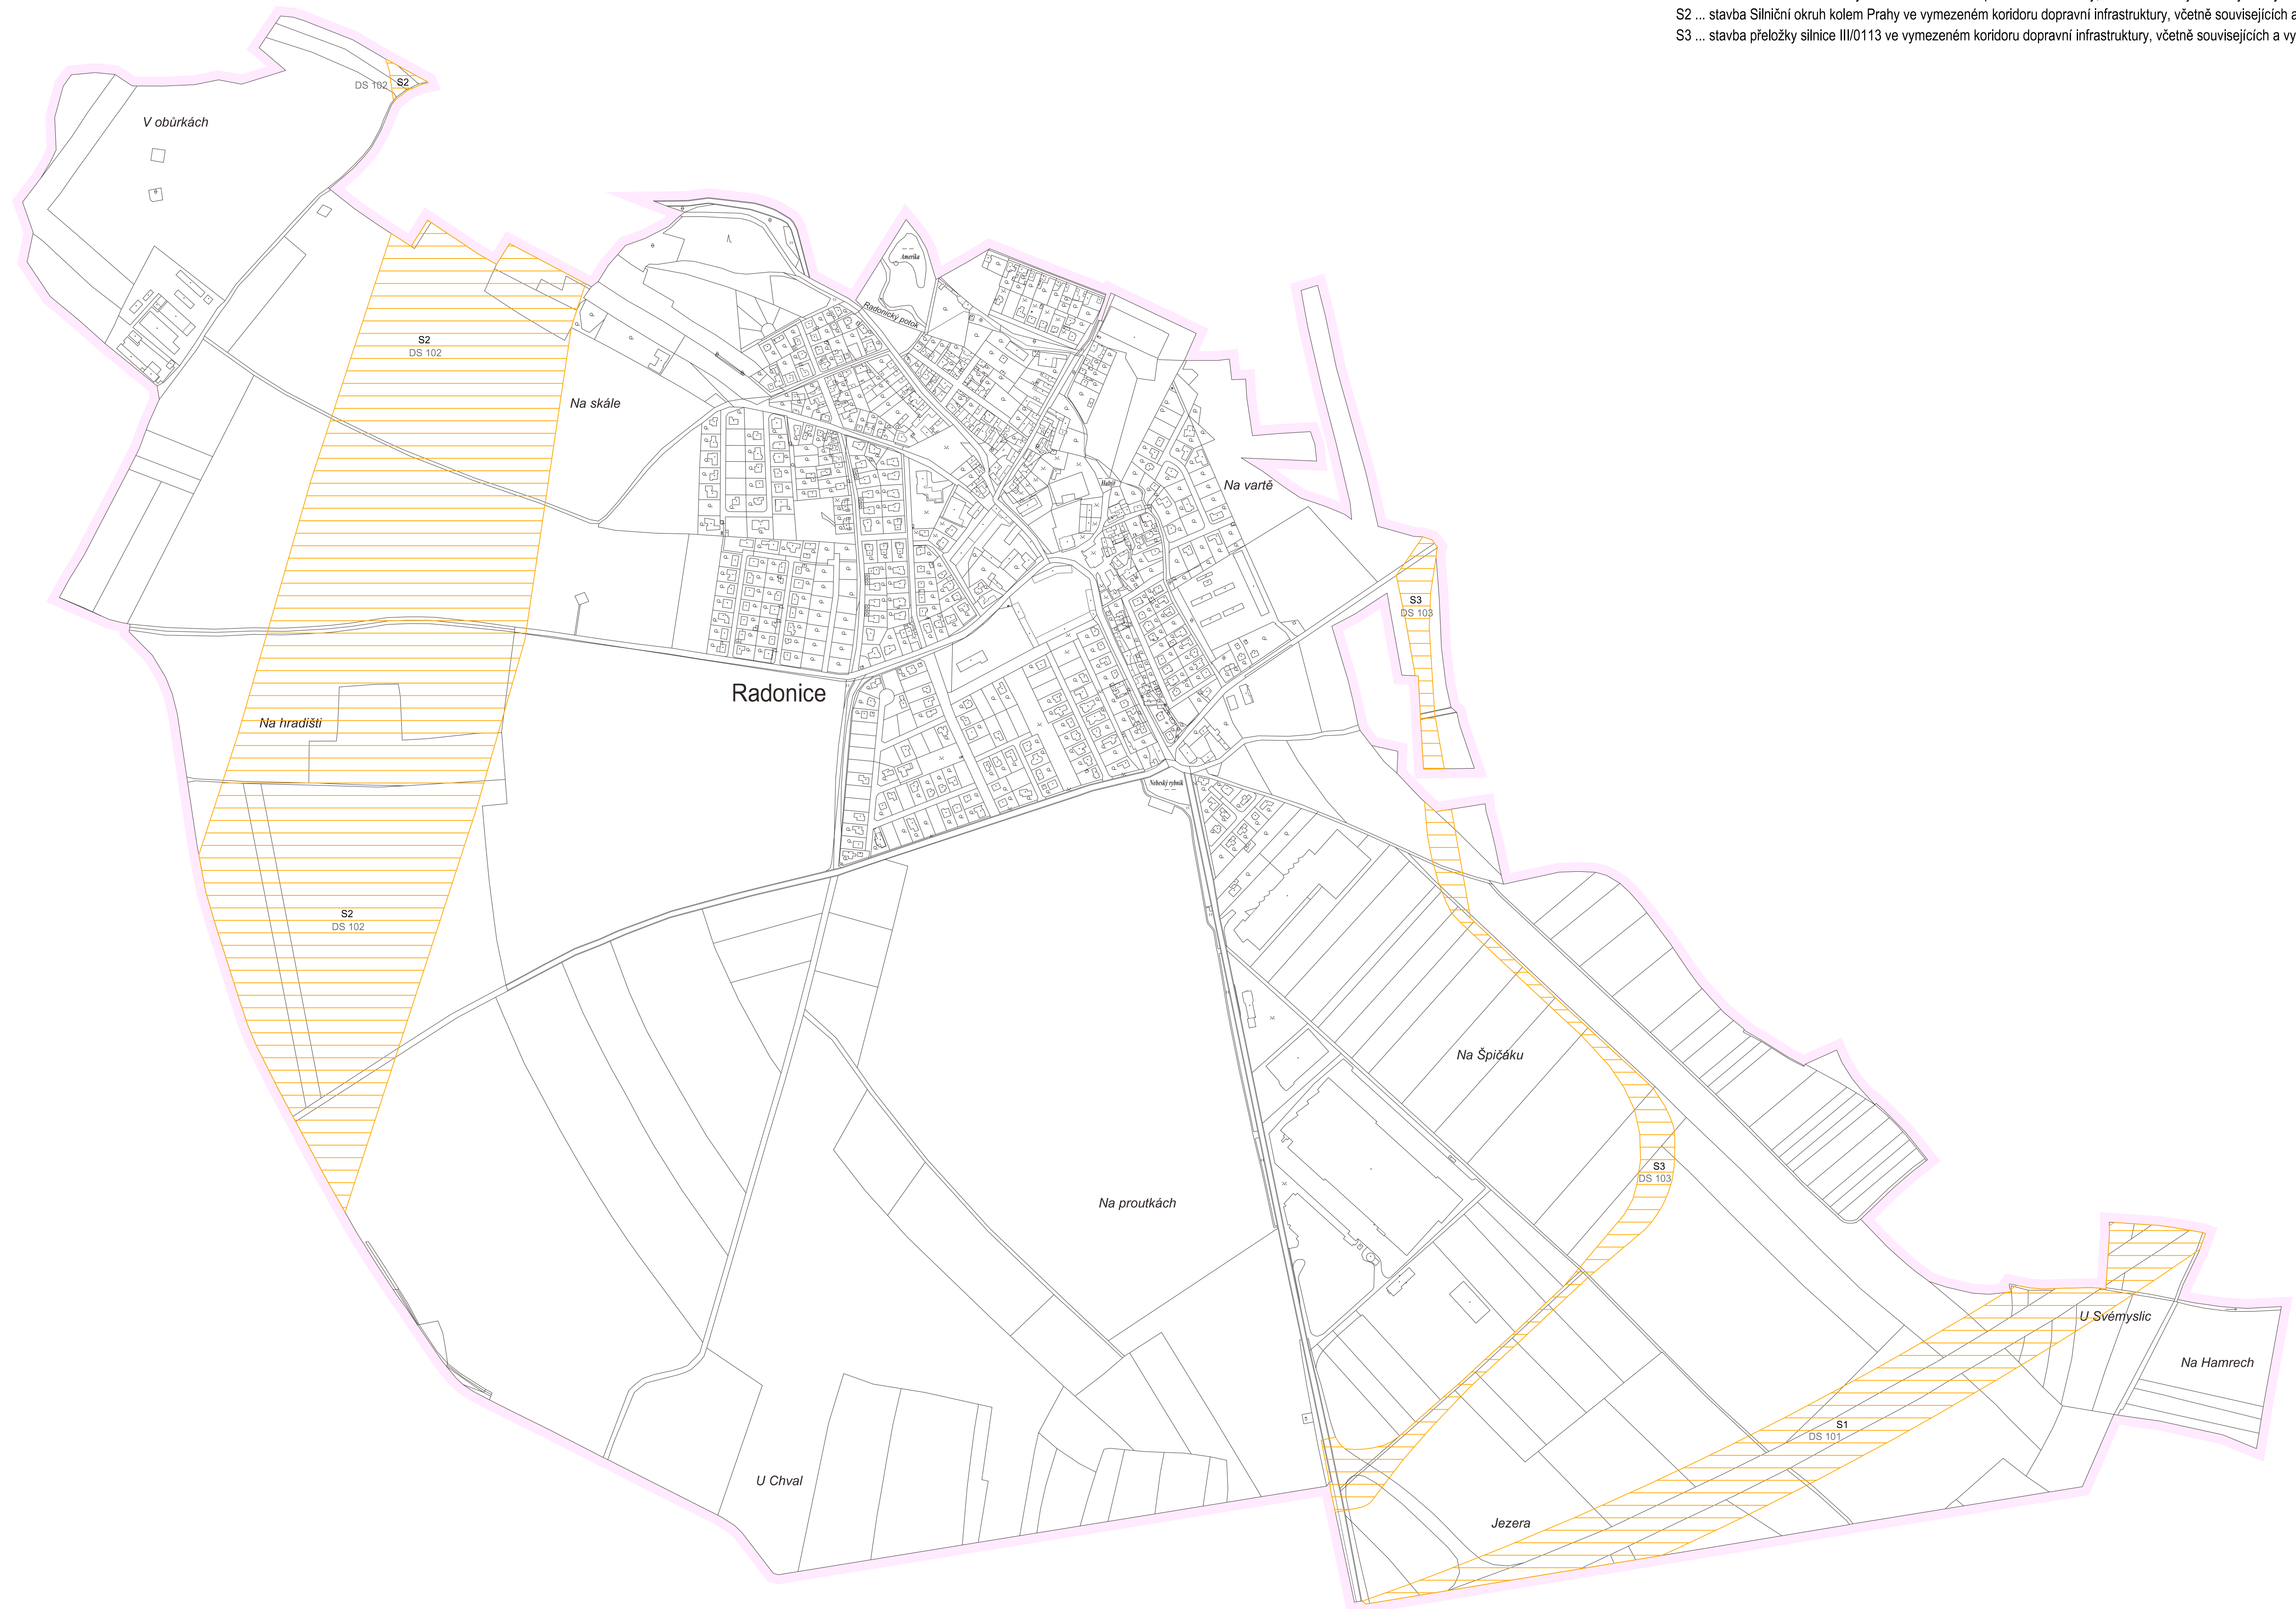 S2 ... stavba Silniční okruh kolem Prahy ve vymezeném koridoru dopravní infrastruktury, včetně souvisejících a
S3 ... stavba přeložky silnice III/0113 ve vymezeném koridoru dopravní infrastruktury, včetně souvisejících a vy
S2
DS 102
V obůrkách
Amerika
Radonický potok
S2
DS 102
Na skále
Na vartě
Habrů
S3
DS 103
Radonice
Na hradišti
Nebeský rybník
S2
DS 102
Na Špičáku
S3
DS 103
Na proutkách
U Svémyslic
Na Hamrech
S1
DS 101
U Chval
Jezera